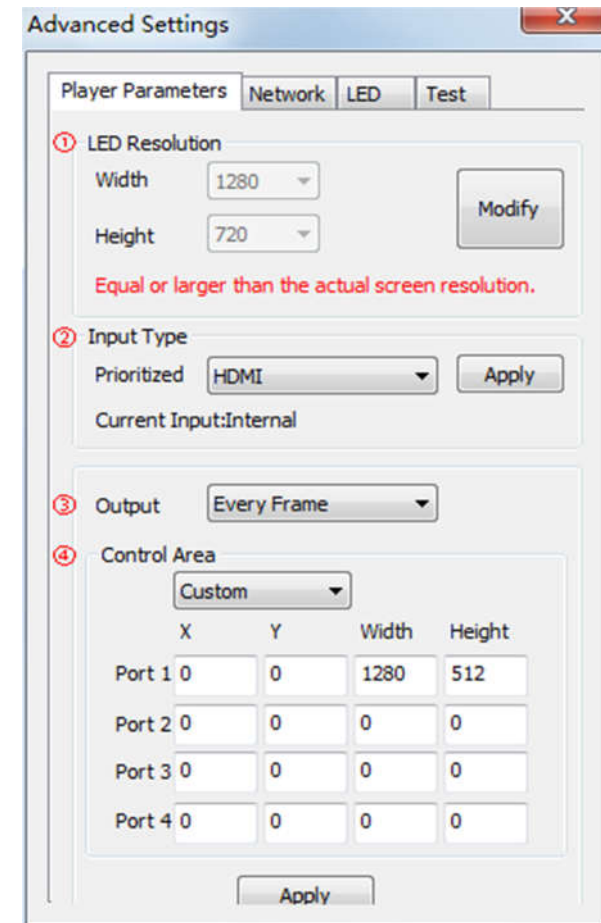 Advanced Settings
Player Parameters Network LED Test
① LED Resolution
Width 1280
Modify
Height 720
Equal or larger than the actual screen resolution.
② Input Type
Prioritized HDMI Apply
Current Input:Internal
③ Output Every Frame
④ Control Area
Custom
X Y Width Height
Port 1 0 0 1280 512
Port 2 0 0 0 0
Port 3 0 0 0 0
Port 4 0 0 0 0
Apply